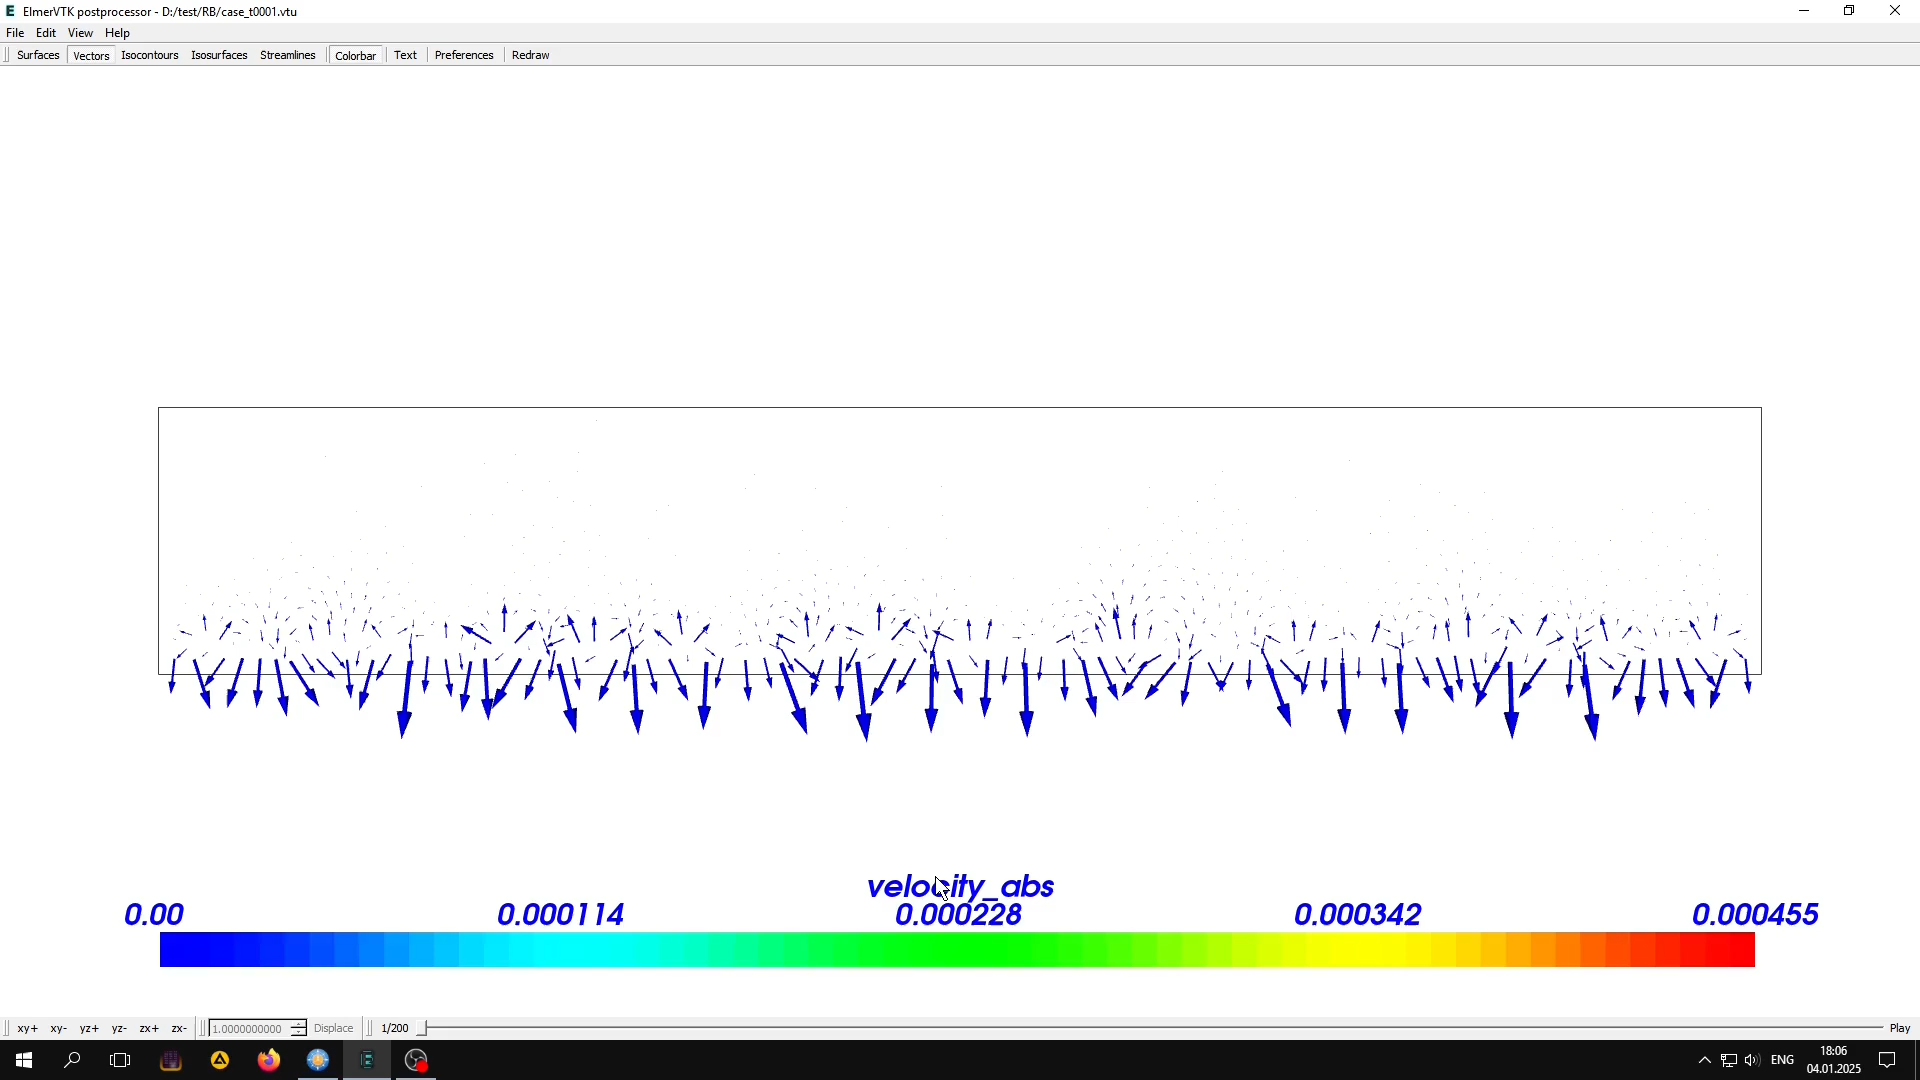 ElmerVTK postprocessor - D:/test/RB/case_t0001.vtu
File Edit View Help
Surfaces Vectors Isocontours Isosurfaces Streamlines Colorbar Text Preferences Redraw
velocity_abs
0.00 0.000114 0.000228 0.000342 0.000455
xy+ xy- yz+ yz- zx+ zx- 1.0000000000 Displace 1/200 Play
ENG 18:06
04.01.2025